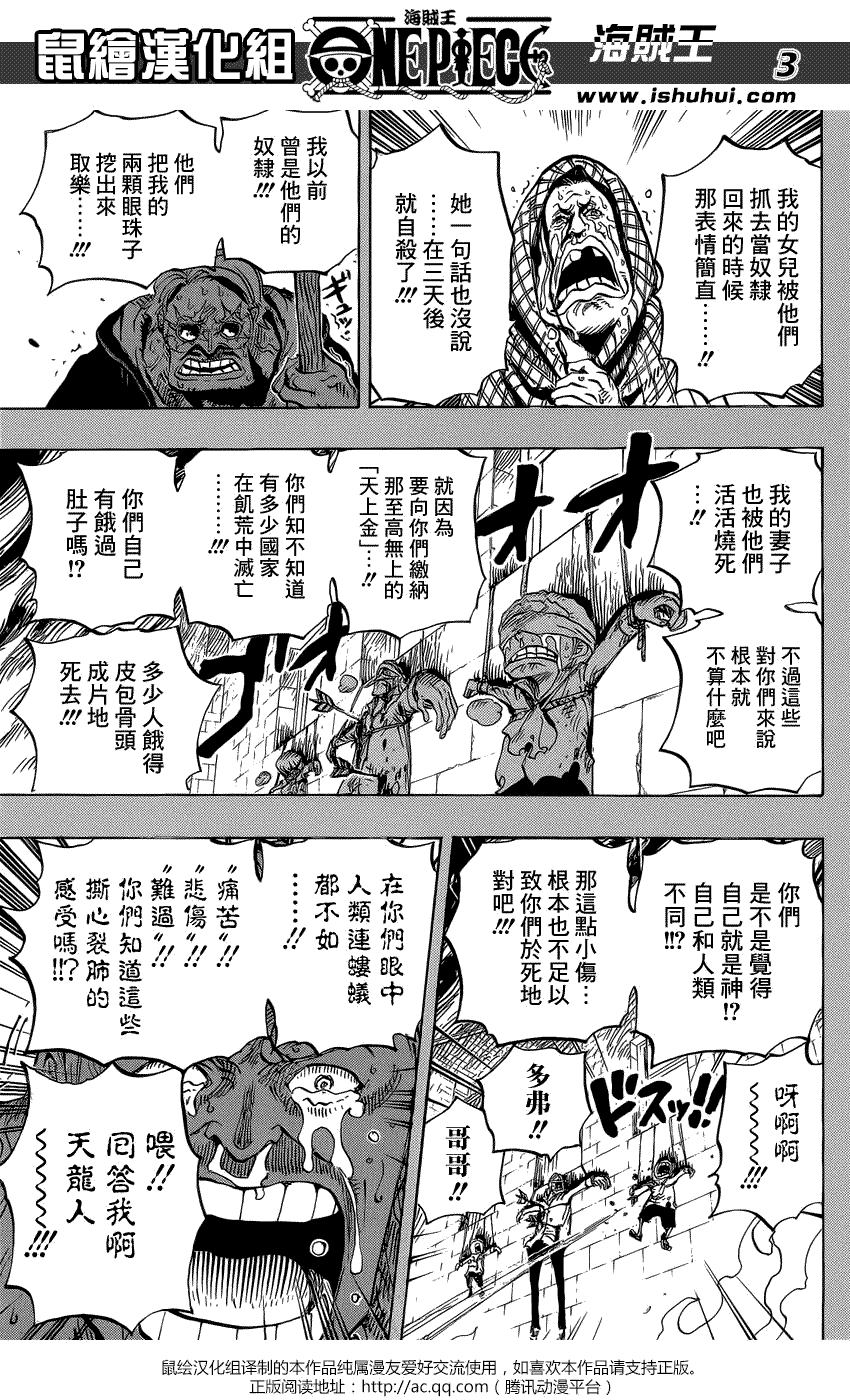 鼠繪漢化組
海賊王
ONE PIECE
海賊王
3
www.ishuhui.com
我的女兒被他們
抓去當奴隸
回來的時候
那表情簡直……!!
她一句話也沒說
……在三天後
就自殺了!!!
我以前
曾是他們的
奴隸!!!
他們
把我的
兩顆眼珠子
挖出來
取樂……!!!
ギュッ
我的妻子
也被他們
活活燒死
…!!
不過這些
對你們來說
根本就
不算什麼吧
オオオオ
就因為
要向你們繳納
那至高無上的
「天上金」…!!
你們知不知道
有多少國家
在飢荒中滅亡
………!!!
你們自己
有餓過
肚子嗎!?
多少人餓得
皮包骨頭
成片地
死去!!!
你們
是不是覺得
自己就是神!?
自己和人類
不同!!?
那這點小傷…
根本也不足以
致你們於死地
對吧!!!
呀啊啊
~~~!!!
ドスッ!!
多弗!!
哥哥!!
在你們眼中
人類連螻蟻
都不如
……!!
“痛苦”!!
“悲傷”!!
“難過”!!
你們知道這些
撕心裂肺的
感受嗎!!?
喂!!
回答我啊
天龍人
~~~!!!
鼠绘汉化组译制的本作品纯属漫友爱好交流使用，如喜欢本作品请支持正版。
正版阅读地址：http://ac.qq.com（腾讯动漫平台）